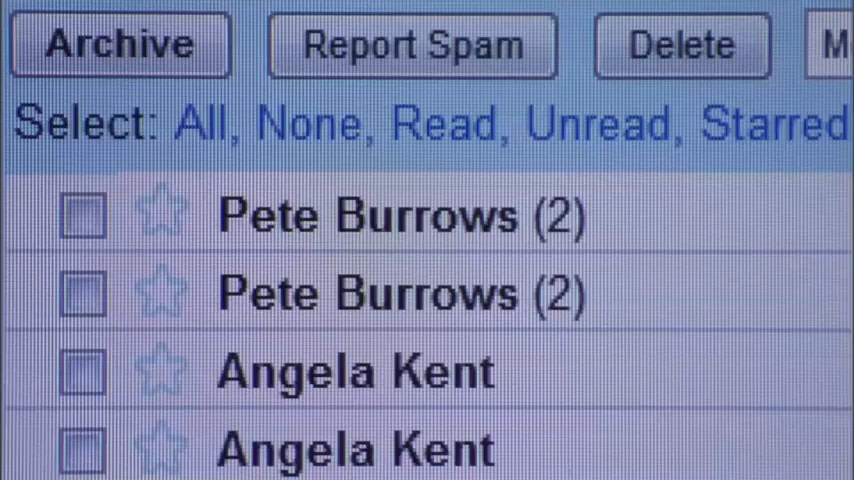 Archive Report Spam Delete
Select: All, None, Read, Unread, Starred
Pete Burrows (2)
Pete Burrows (2)
Angela Kent
Angela Kent